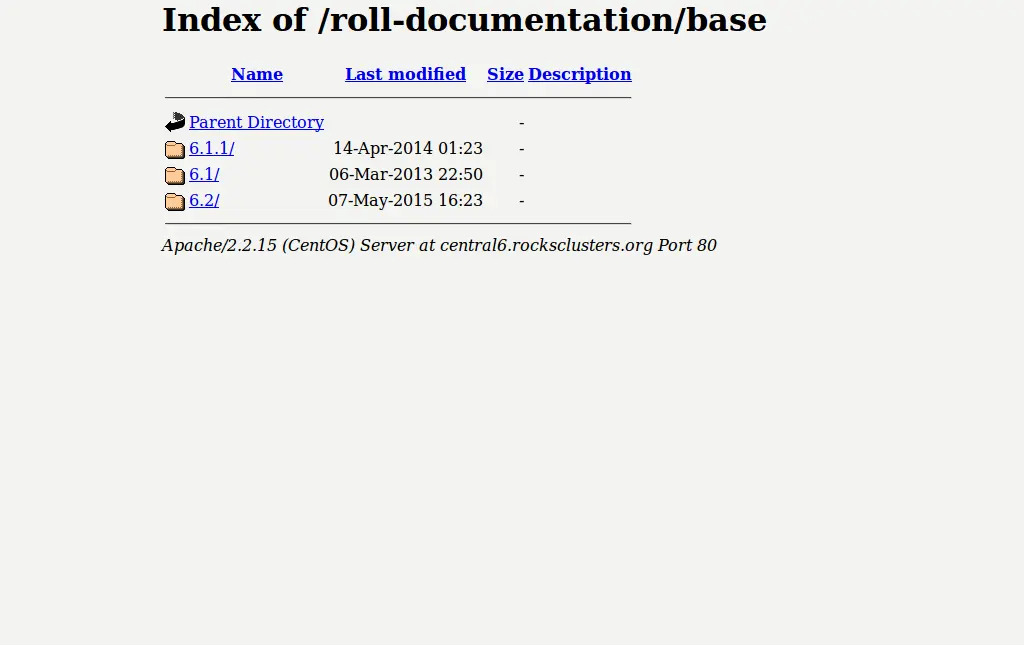 Index of /roll-documentation/base
Name Last modified Size Description
Parent Directory -
6.1.1/ 14-Apr-2014 01:23 -
6.1/ 06-Mar-2013 22:50 -
6.2/ 07-May-2015 16:23 -
Apache/2.2.15 (CentOS) Server at central6.rocksclusters.org Port 80